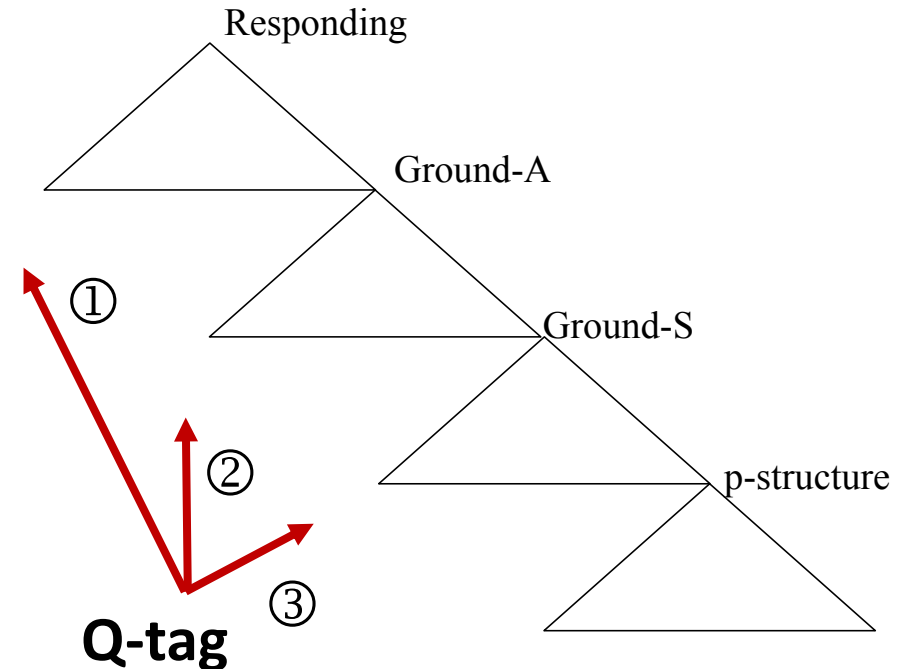 Responding
Ground-A
①
Ground-S
②
p-structure
③
Q-tag